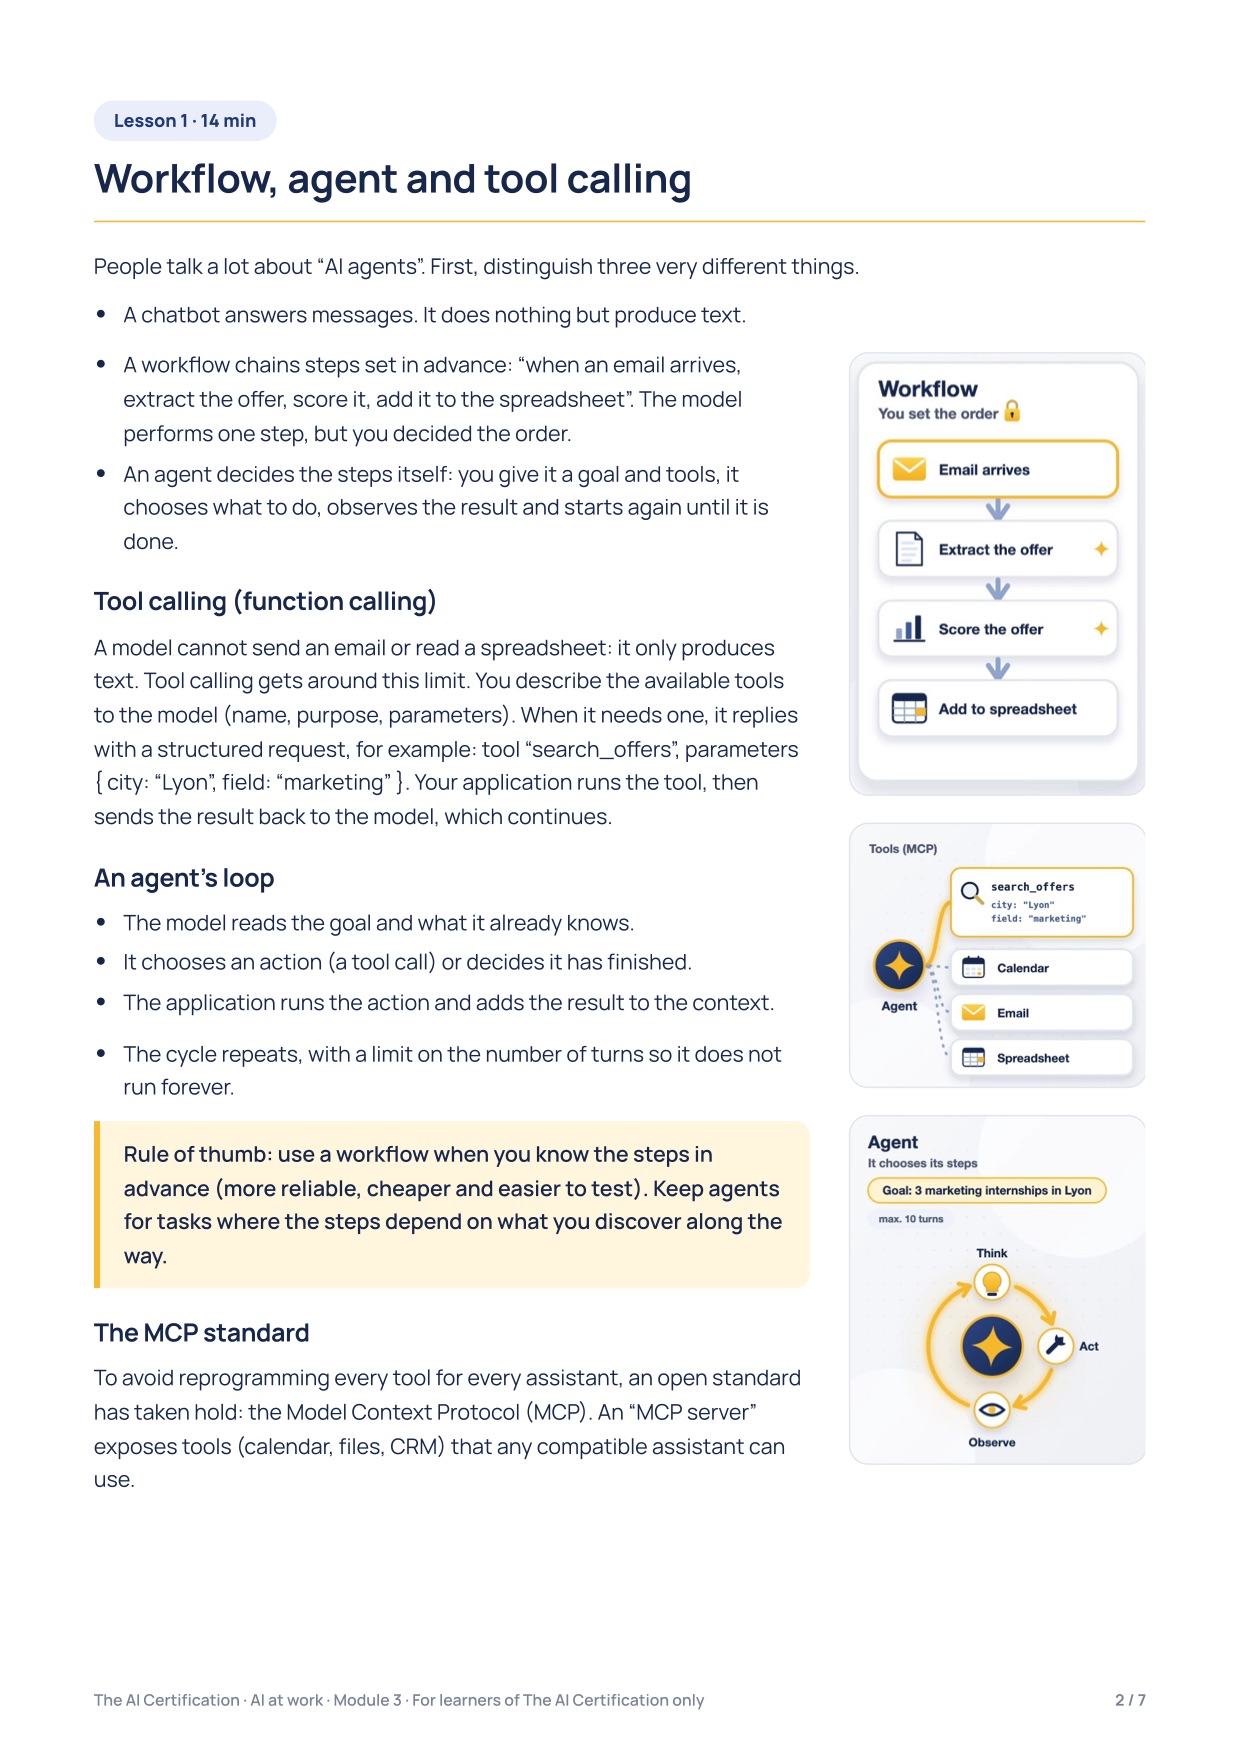 Lesson 1 · 14 min
Workflow, agent and tool calling
People talk a lot about “AI agents”. First, distinguish three very different things.
• A chatbot answers messages. It does nothing but produce text.
• A workflow chains steps set in advance: “when an email arrives,
extract the offer, score it, add it to the spreadsheet”. The model
performs one step, but you decided the order.
• An agent decides the steps itself: you give it a goal and tools, it
chooses what to do, observes the result and starts again until it is
done.
Tool calling (function calling)
A model cannot send an email or read a spreadsheet: it only produces
text. Tool calling gets around this limit. You describe the available tools
to the model (name, purpose, parameters). When it needs one, it replies
with a structured request, for example: tool “search_offers”, parameters
{ city: “Lyon”, field: “marketing” }. Your application runs the tool, then
sends the result back to the model, which continues.
An agent’s loop
• The model reads the goal and what it already knows.
• It chooses an action (a tool call) or decides it has finished.
• The application runs the action and adds the result to the context.
• The cycle repeats, with a limit on the number of turns so it does not
run forever.
Rule of thumb: use a workflow when you know the steps in
advance (more reliable, cheaper and easier to test). Keep agents
for tasks where the steps depend on what you discover along the
way.
The MCP standard
To avoid reprogramming every tool for every assistant, an open standard
has taken hold: the Model Context Protocol (MCP). An “MCP server”
exposes tools (calendar, files, CRM) that any compatible assistant can
use.
Workflow
You set the order
Email arrives
Extract the offer
Score the offer
Add to spreadsheet
Tools (MCP)
search_offers
city: "Lyon"
field: "marketing"
Agent
Calendar
Email
Spreadsheet
Agent
It chooses its steps
Goal: 3 marketing internships in Lyon
max. 10 turns
Think
Act
Observe
The AI Certification · AI at work · Module 3 · For learners of The AI Certification only
2 / 7